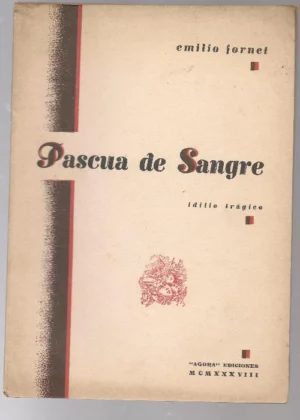 emilio fornet
Pascua de Sangre
idilio trágico
"AGORA" EDICIONES
MCMXXXVIII